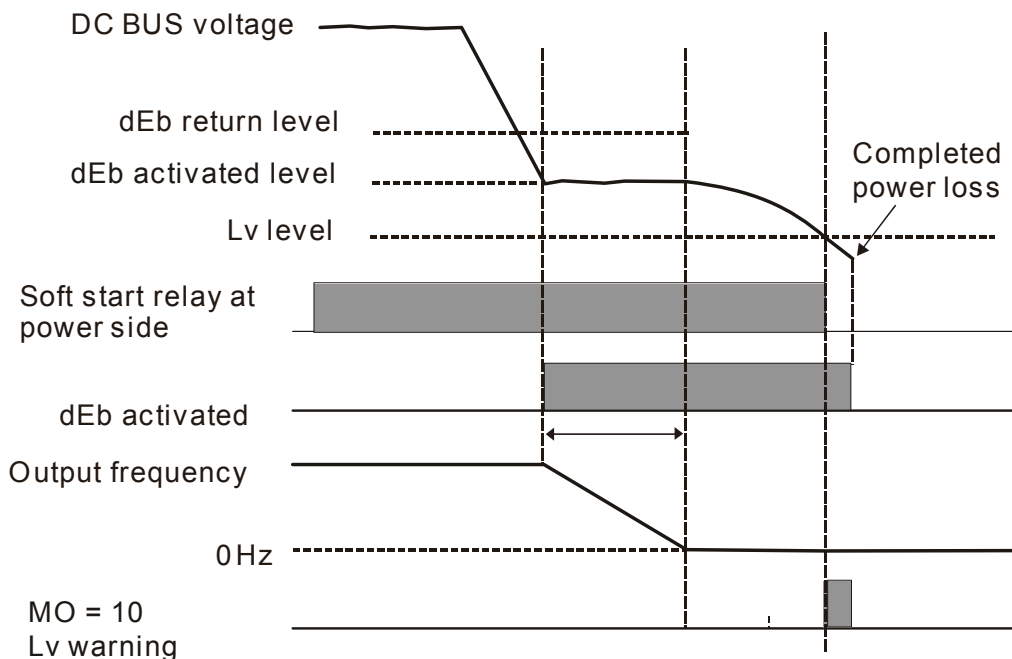 DC BUS voltage
dEb return level
dEb activated level
Completed
power loss
Lv level
Soft start relay at
power side
dEb activated
Output frequency
0Hz
MO = 10
Lv warning